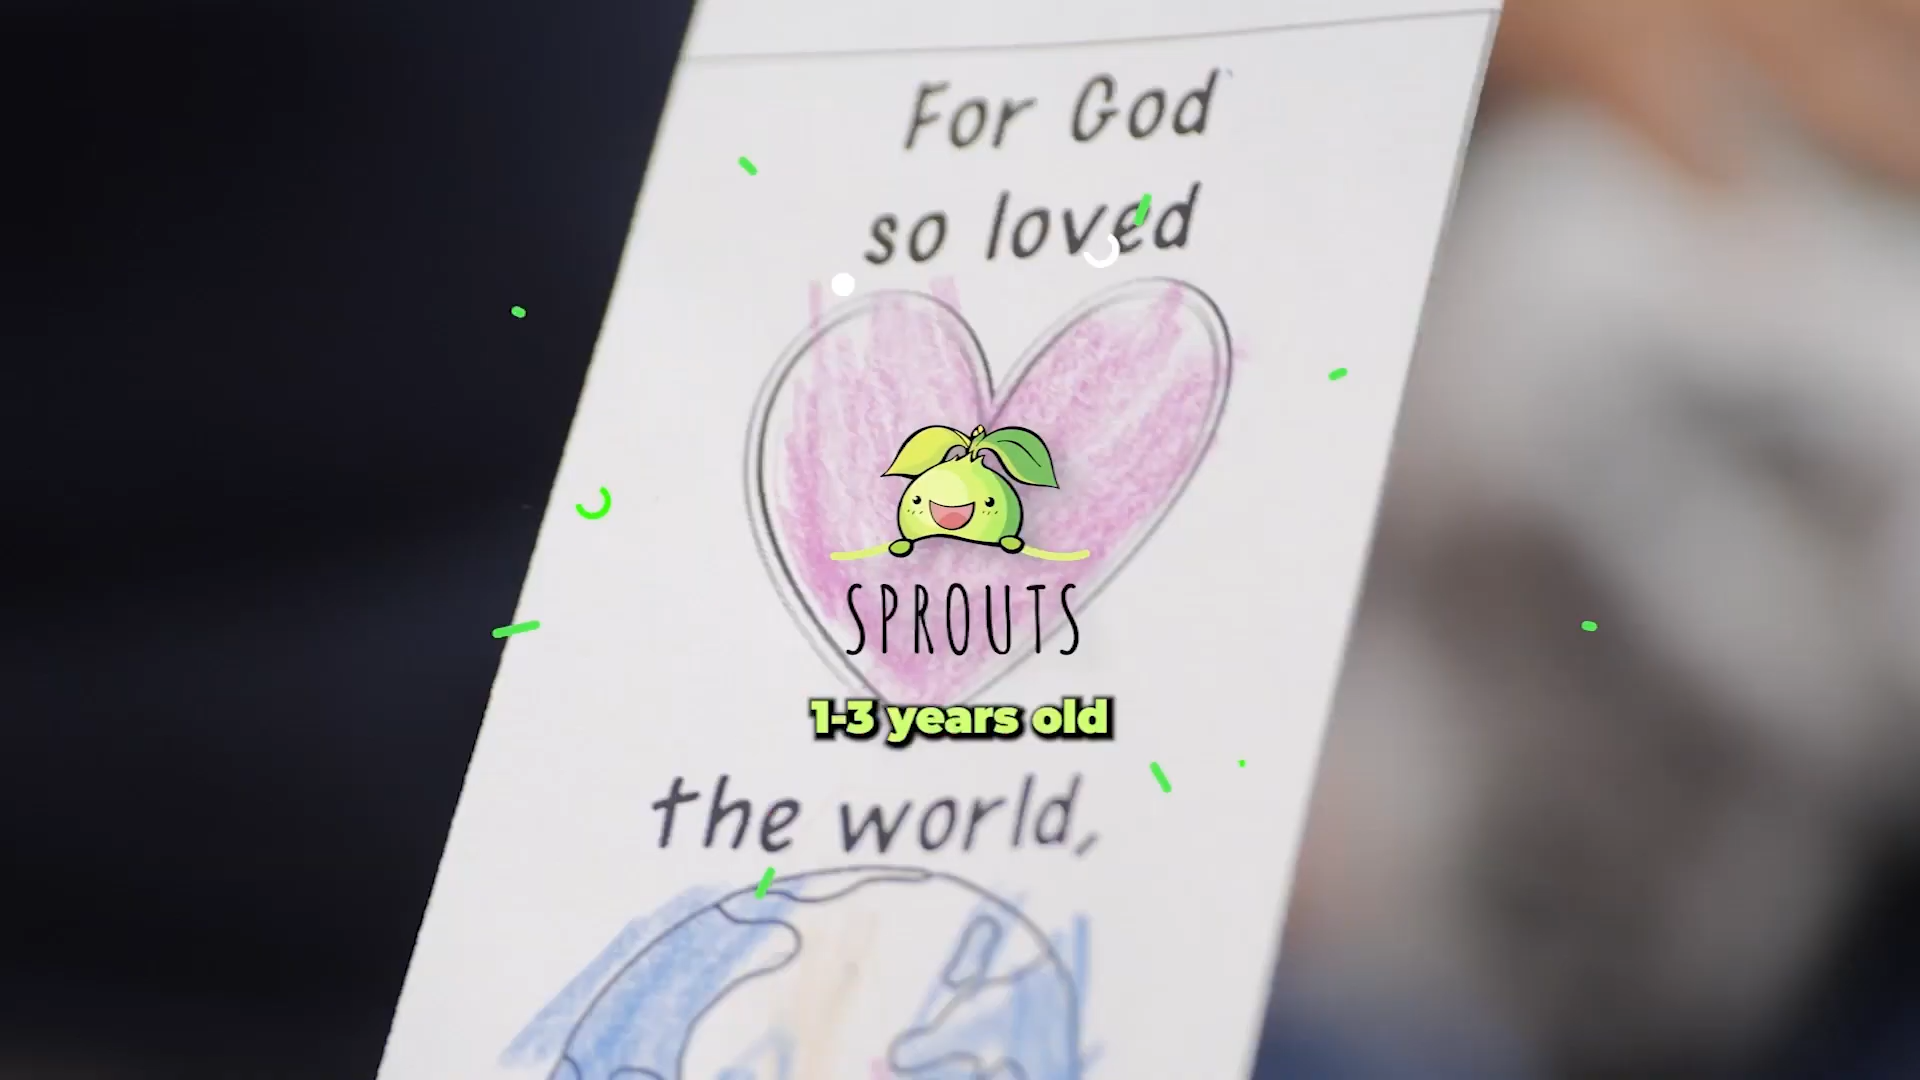 For God
so loved
SPROUTS
1-3 years old
the world,